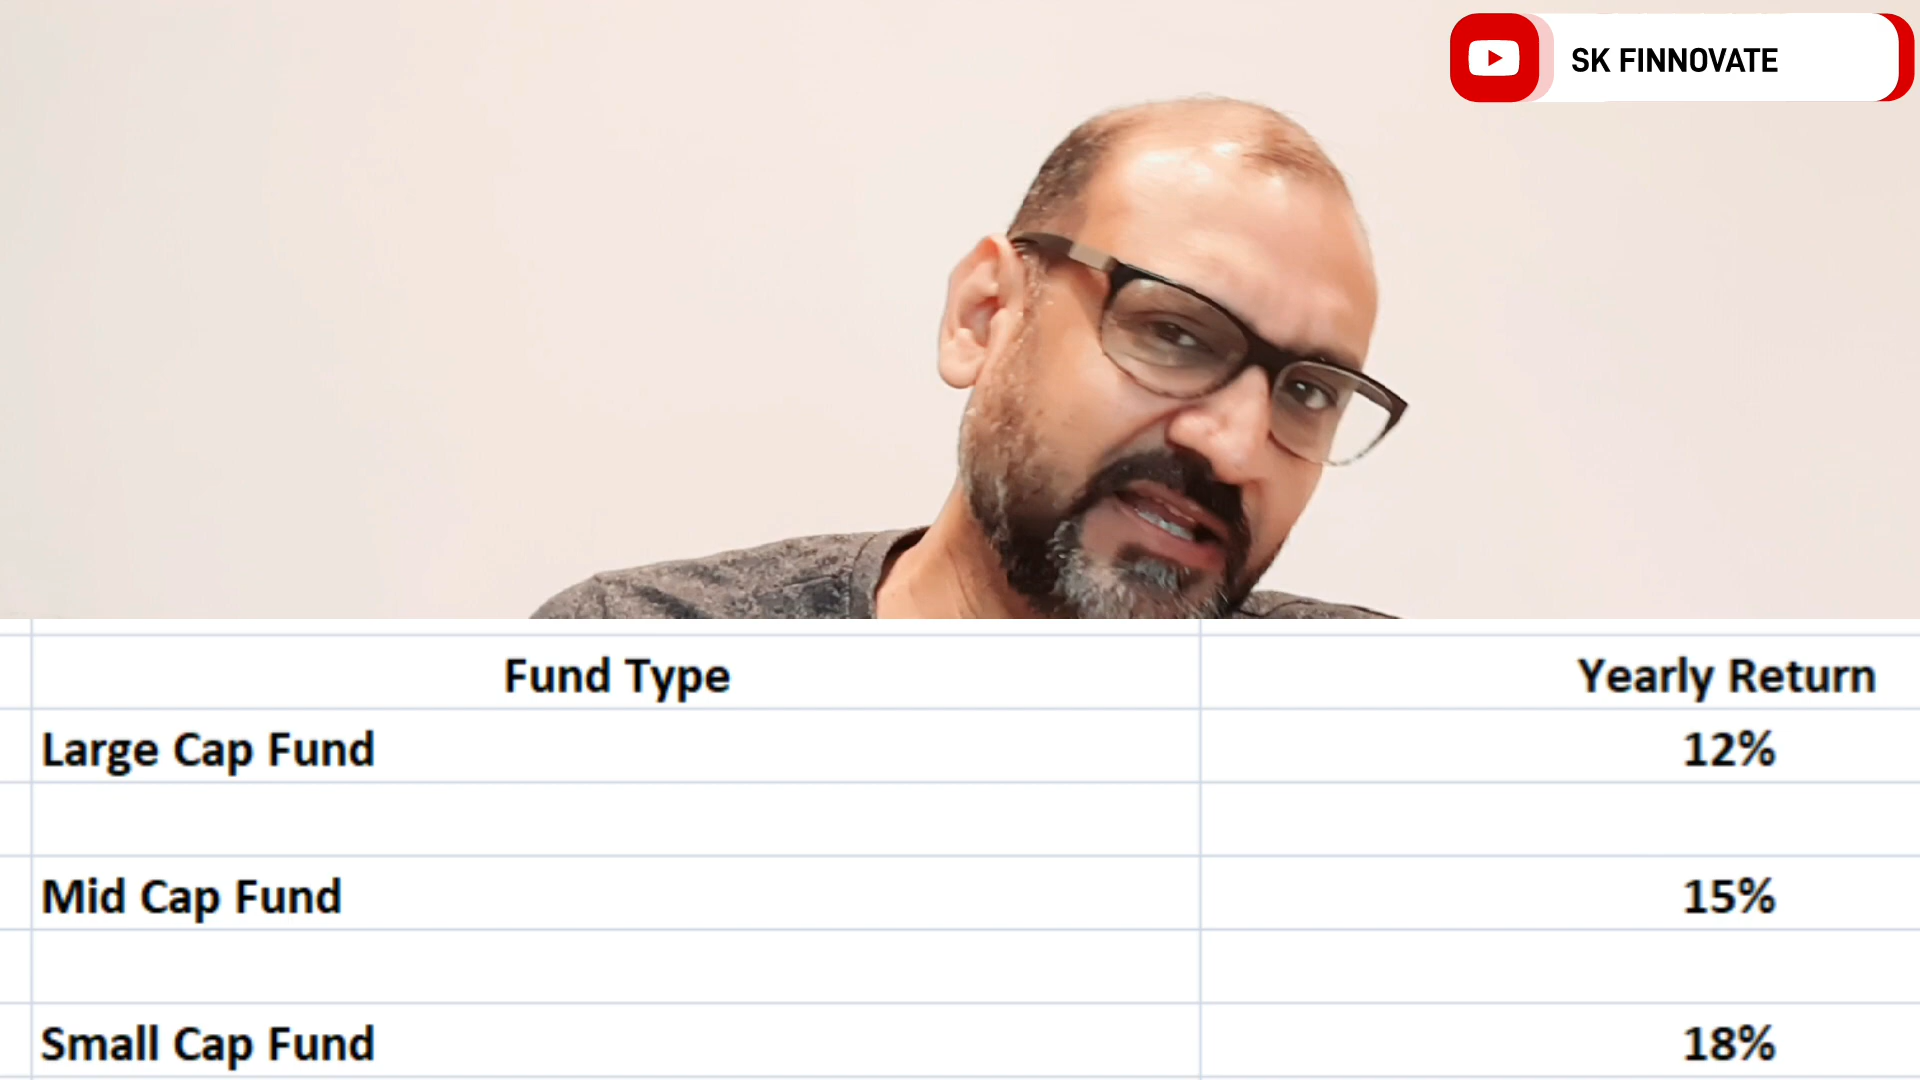 SK FINNOVATE
Fund Type Yearly Return
Large Cap Fund 12%
Mid Cap Fund 15%
Small Cap Fund 18%